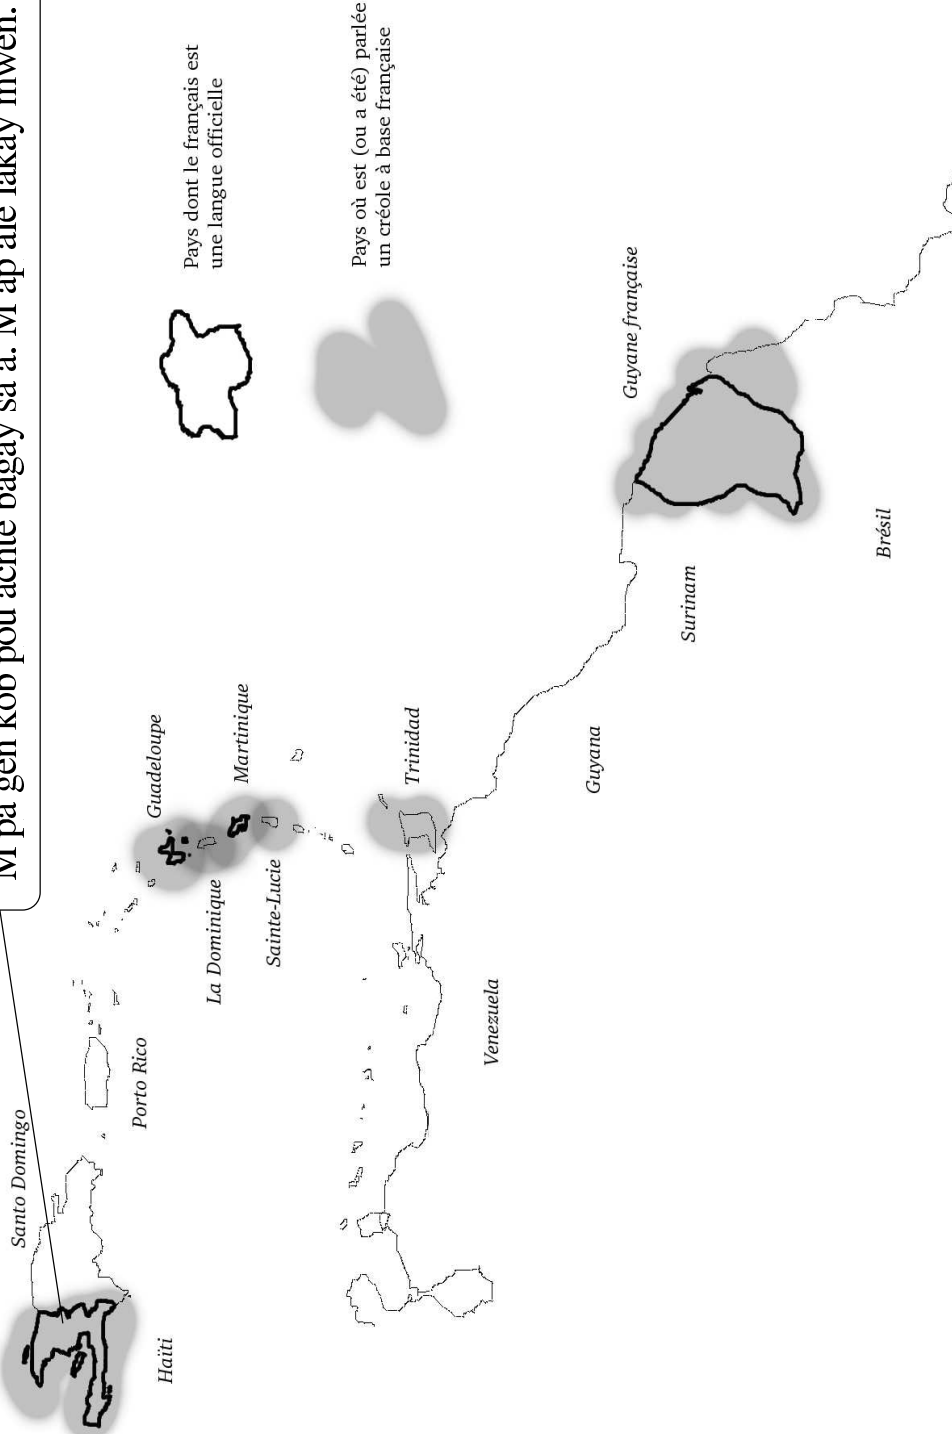 M pa gen kòb pou achte bagay sa a. M ap ale lakay mwen.
Pays dont le français est
une langue officielle
Pays où est (ou a été) parlée
un créole à base française
Santo Domingo
Haïti
Porto Rico
Guadeloupe
La Dominique
Martinique
Sainte-Lucie
Trinidad
Venezuela
Guyana
Surinam
Guyane française
Brésil